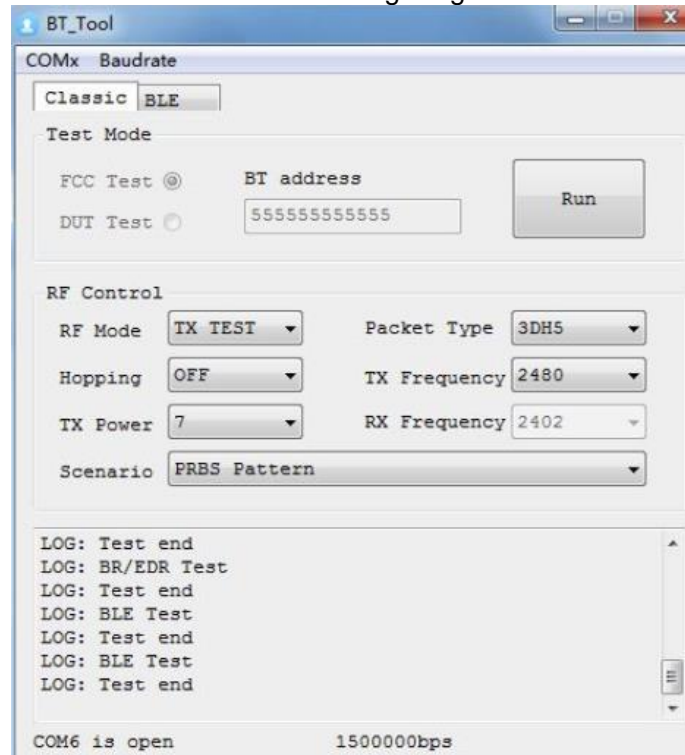 BT_Tool
COMx Baudrate
Classic BLE
Test Mode
FCC Test BT address
Run
DUT Test 555555555555
RF Control
RF Mode TX TEST Packet Type 3DH5
Hopping OFF TX Frequency 2480
TX Power 7 RX Frequency 2402
Scenario PRBS Pattern
LOG: Test end
LOG: BR/EDR Test
LOG: Test end
LOG: BLE Test
LOG: Test end
LOG: BLE Test
LOG: Test end
COM6 is open 1500000bps